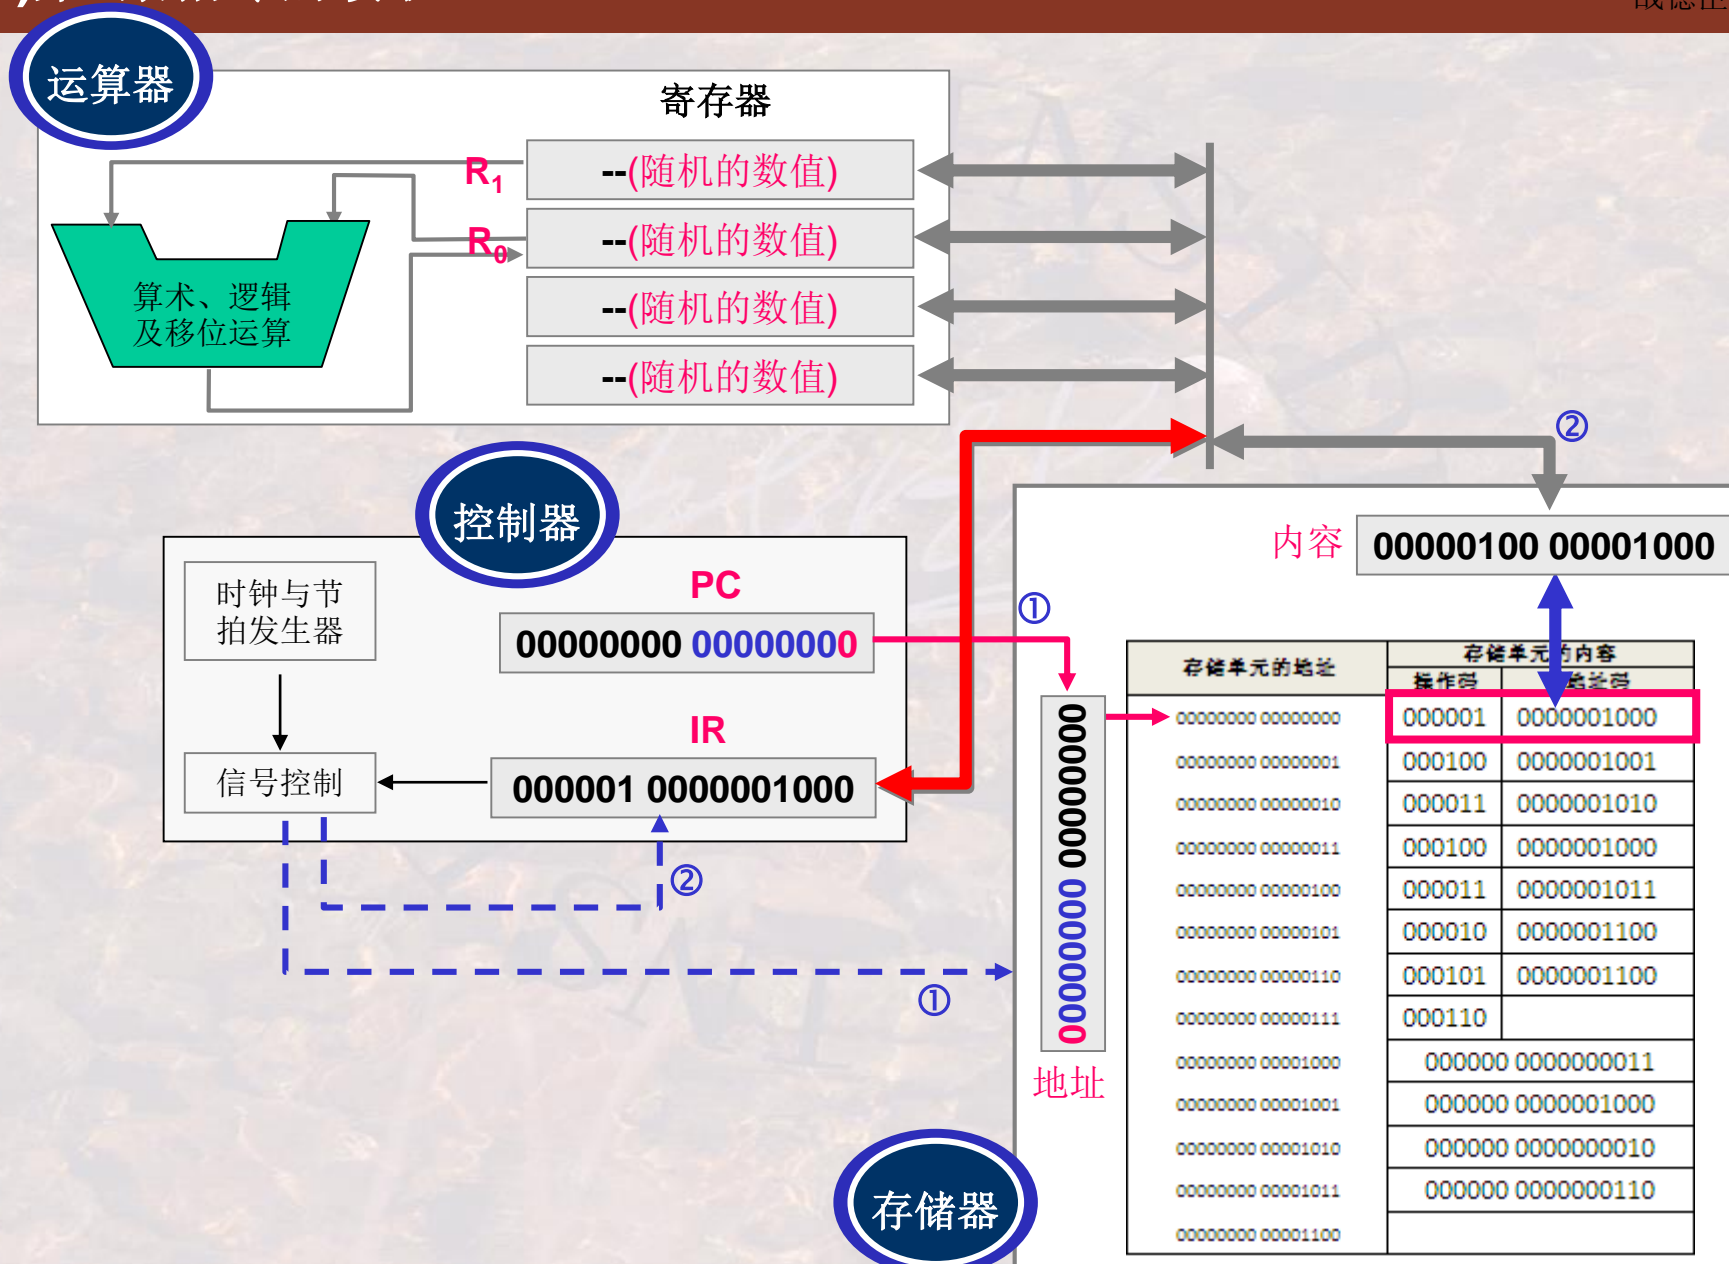 运算器
寄存器
R1
--(随机的数值)
R0
--(随机的数值)
--(随机的数值)
--(随机的数值)
算术、逻辑
及移位运算
②
控制器
内容
00000100 00001000
时钟与节
拍发生器
PC
00000000 00000000
①
IR
信号控制
000001 0000001000
②
①
00000000 00000000
地址
存储单元的地址 存储单元的内容
操作码 地址码
00000000 00000000 000001 0000001000
00000000 00000001 000100 0000001001
00000000 00000010 000011 0000001010
00000000 00000011 000100 0000001000
00000000 00000100 000011 0000001011
00000000 00000101 000010 0000001100
00000000 00000110 000101 0000001100
00000000 00000111 000110
00000000 00001000 000000 0000000011
00000000 00001001 000000 0000001000
00000000 00001010 000000 0000000010
00000000 00001011 000000 0000000110
00000000 00001100
存储器